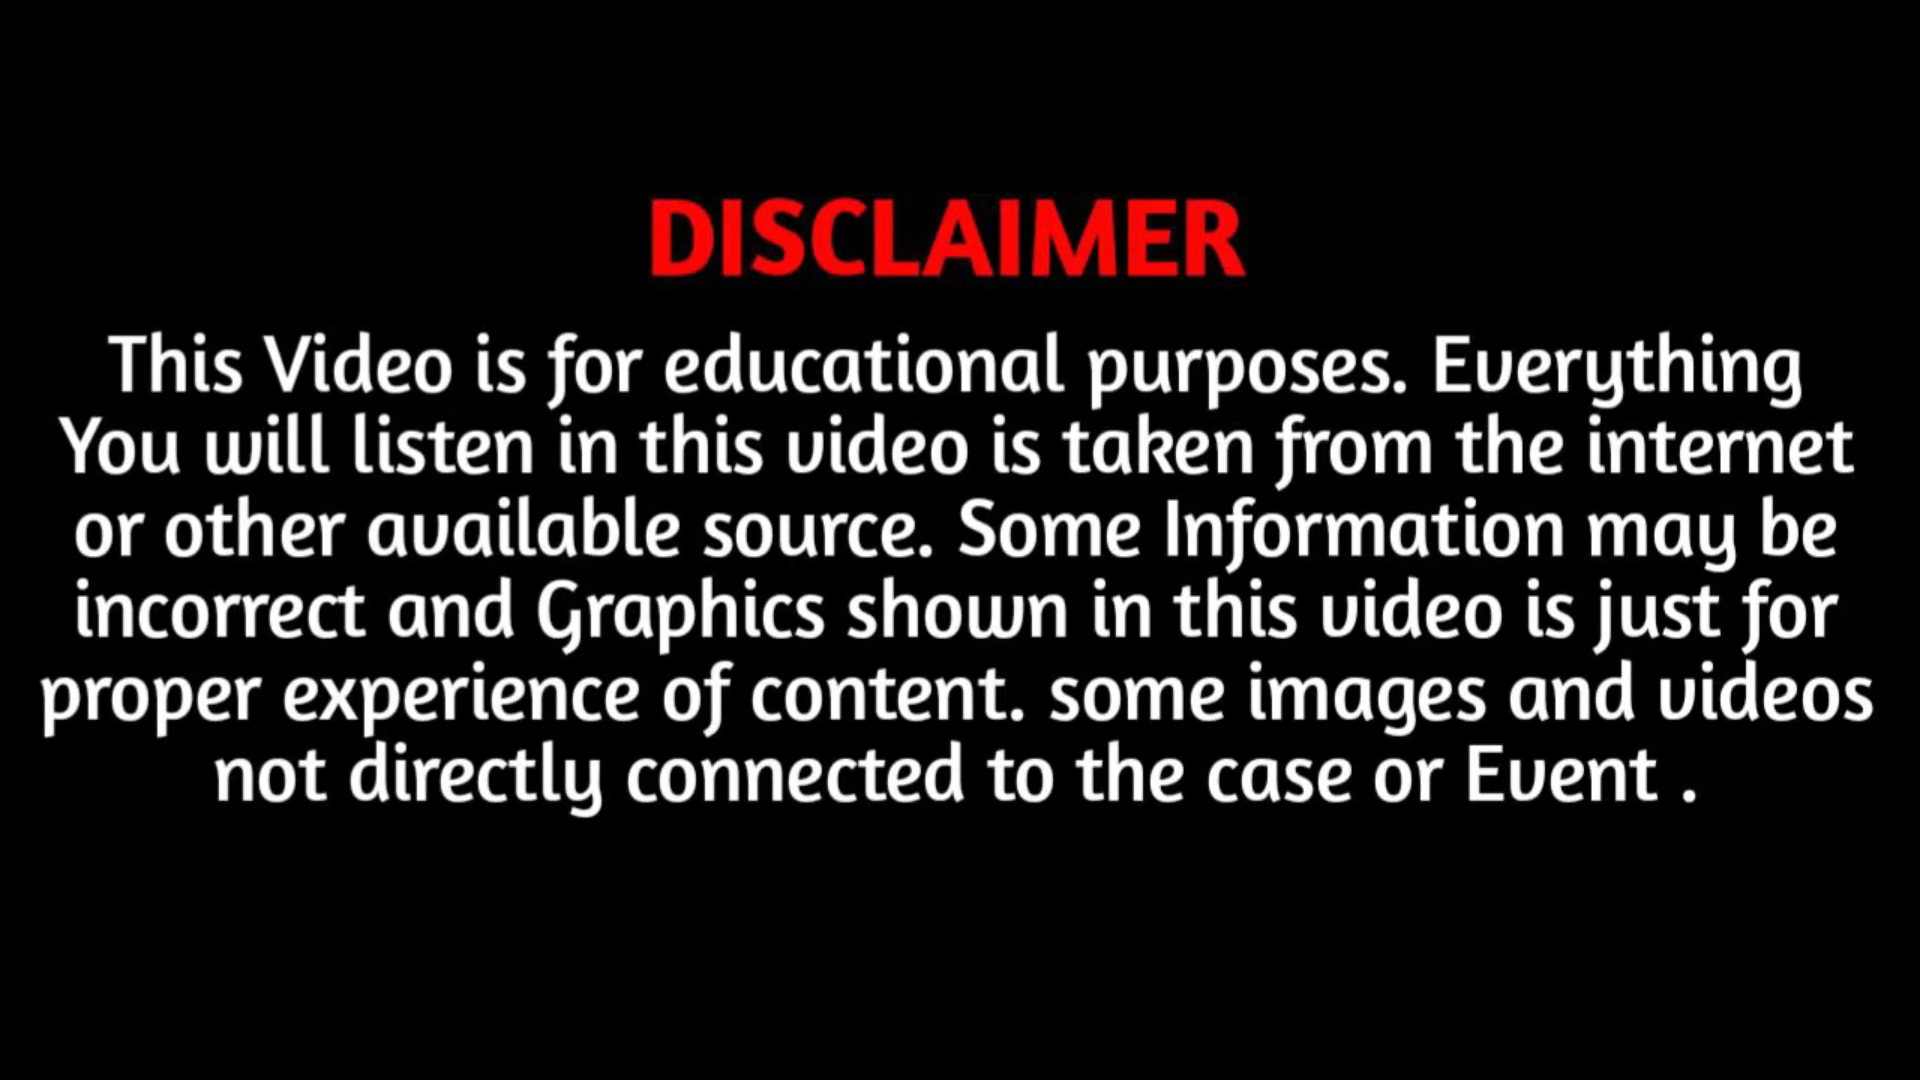 DISCLAIMER
This Video is for educational purposes. Everything
You will listen in this video is taken from the internet
or other available source. Some Information may be
incorrect and Graphics shown in this video is just for
proper experience of content. some images and videos
not directly connected to the case or Event .